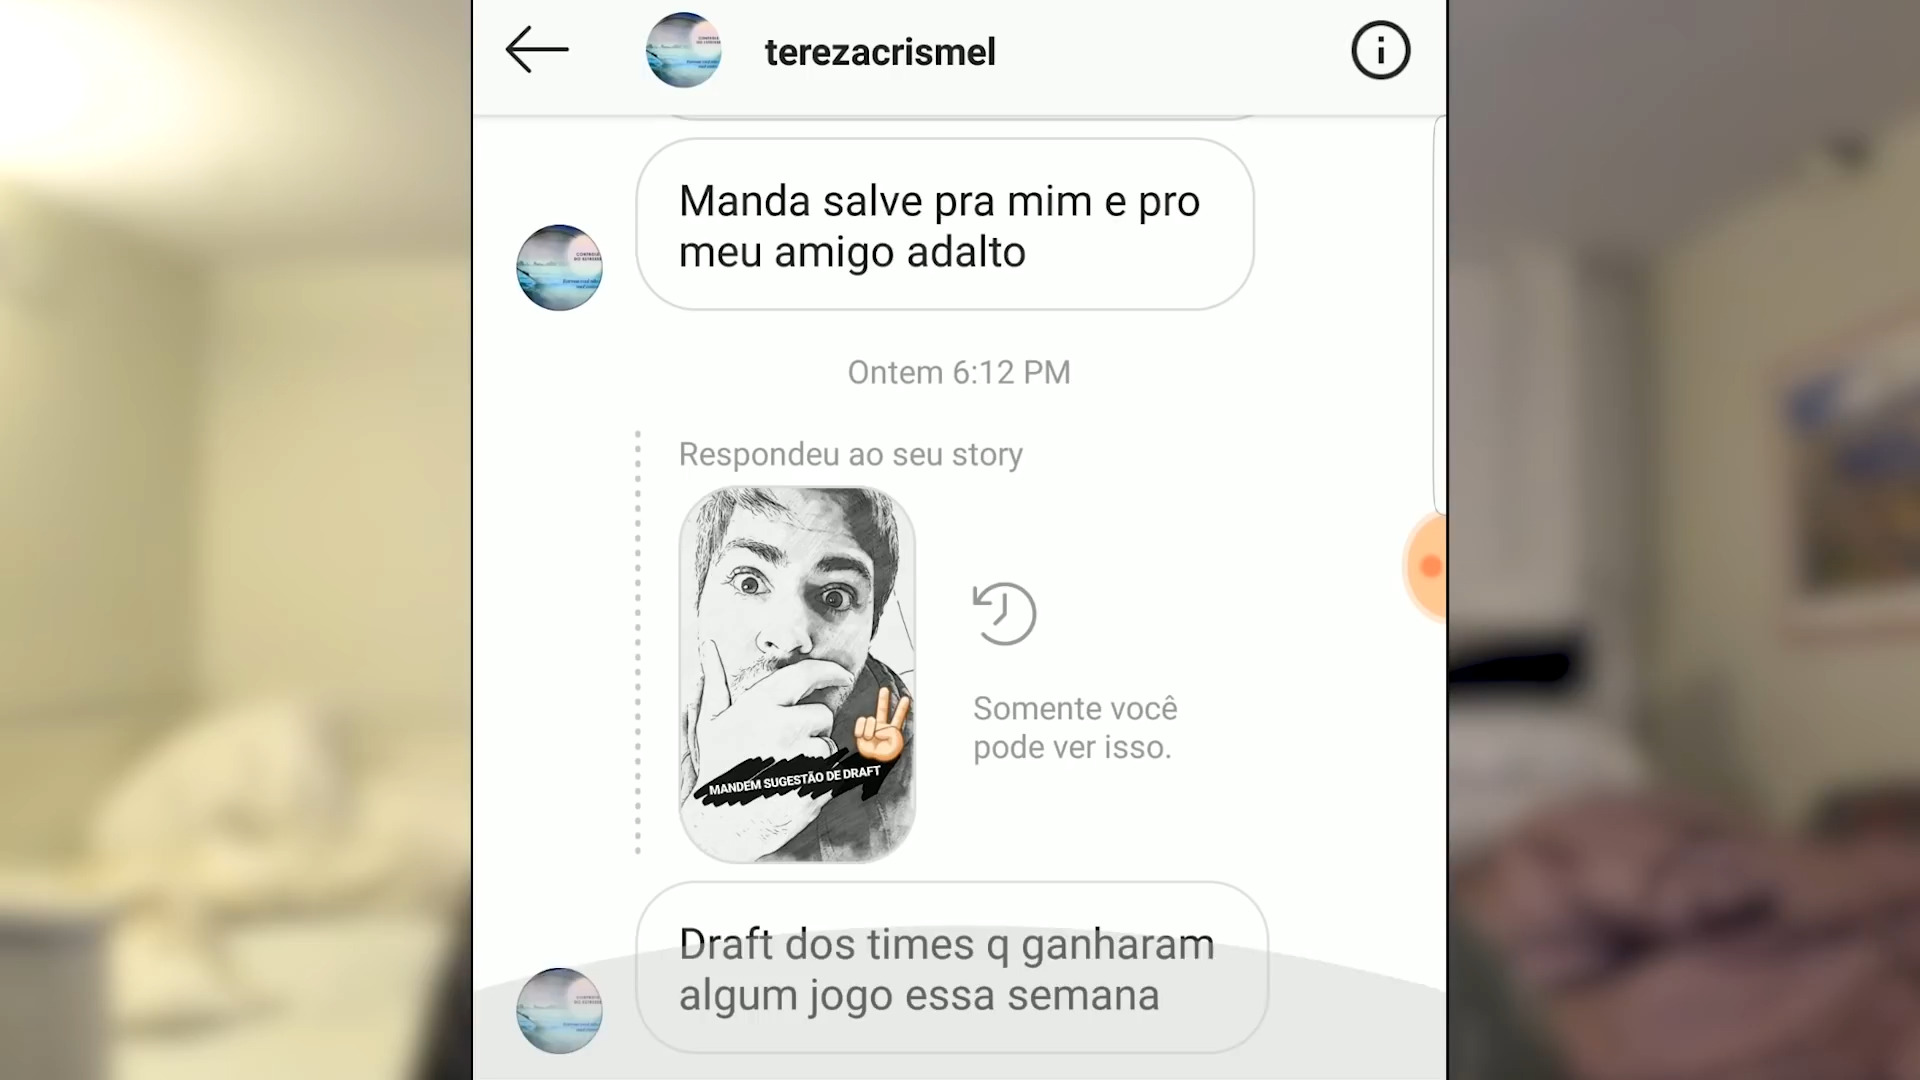 terezacrismel
Manda salve pra mim e pro
meu amigo adalto
Ontem 6:12 PM
Respondeu ao seu story
MANDEM SUGESTÃO DE DRAFT
Somente você
pode ver isso.
Draft dos times q ganharam
algum jogo essa semana